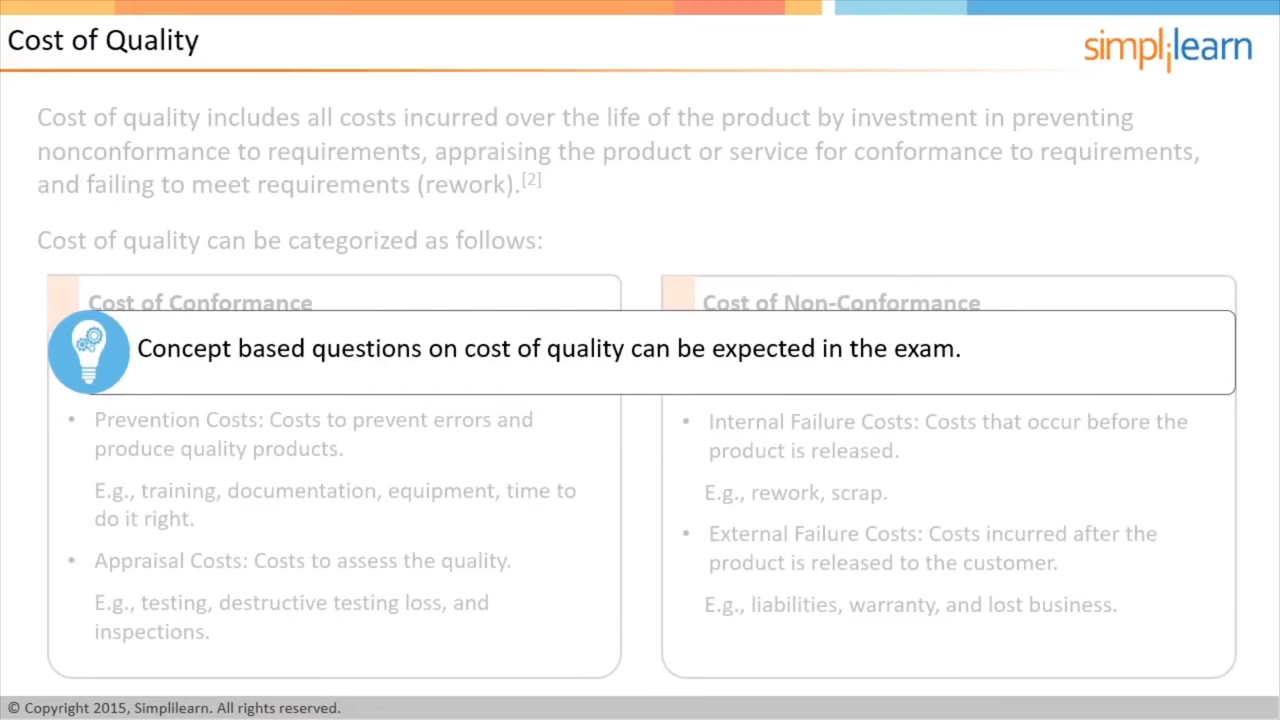 Cost of Quality
simplilearn
Cost of quality includes all costs incurred over the life of the product by investment in preventing
nonconformance to requirements, appraising the product or service for conformance to requirements,
and failing to meet requirements (rework).[2]
Cost of quality can be categorized as follows:
Cost of Conformance
Cost of Non-Conformance
Concept based questions on cost of quality can be expected in the exam.
• Prevention Costs: Costs to prevent errors and
produce quality products.
E.g., training, documentation, equipment, time to
do it right.
• Appraisal Costs: Costs to assess the quality.
E.g., testing, destructive testing loss, and
inspections.
• Internal Failure Costs: Costs that occur before the
product is released.
E.g., rework, scrap.
• External Failure Costs: Costs incurred after the
product is released to the customer.
E.g., liabilities, warranty, and lost business.
© Copyright 2015, Simplilearn. All rights reserved.